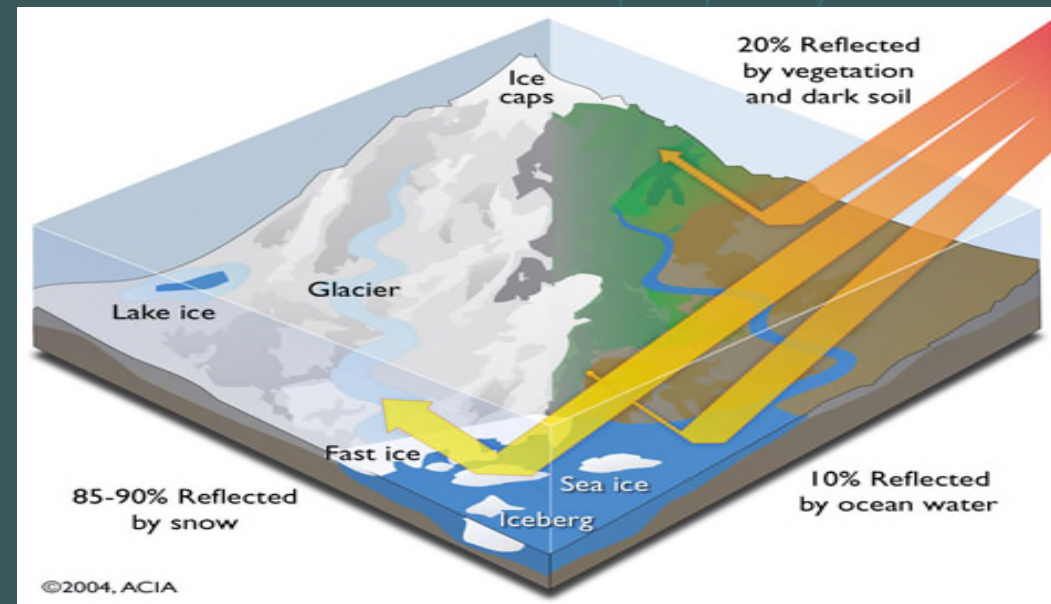 20% Reflected
by vegetation
and dark soil
Ice
caps
Glacier
Lake ice
Fast ice
Sea ice
Iceberg
85-90% Reflected
by snow
10% Reflected
by ocean water
©2004, ACIA